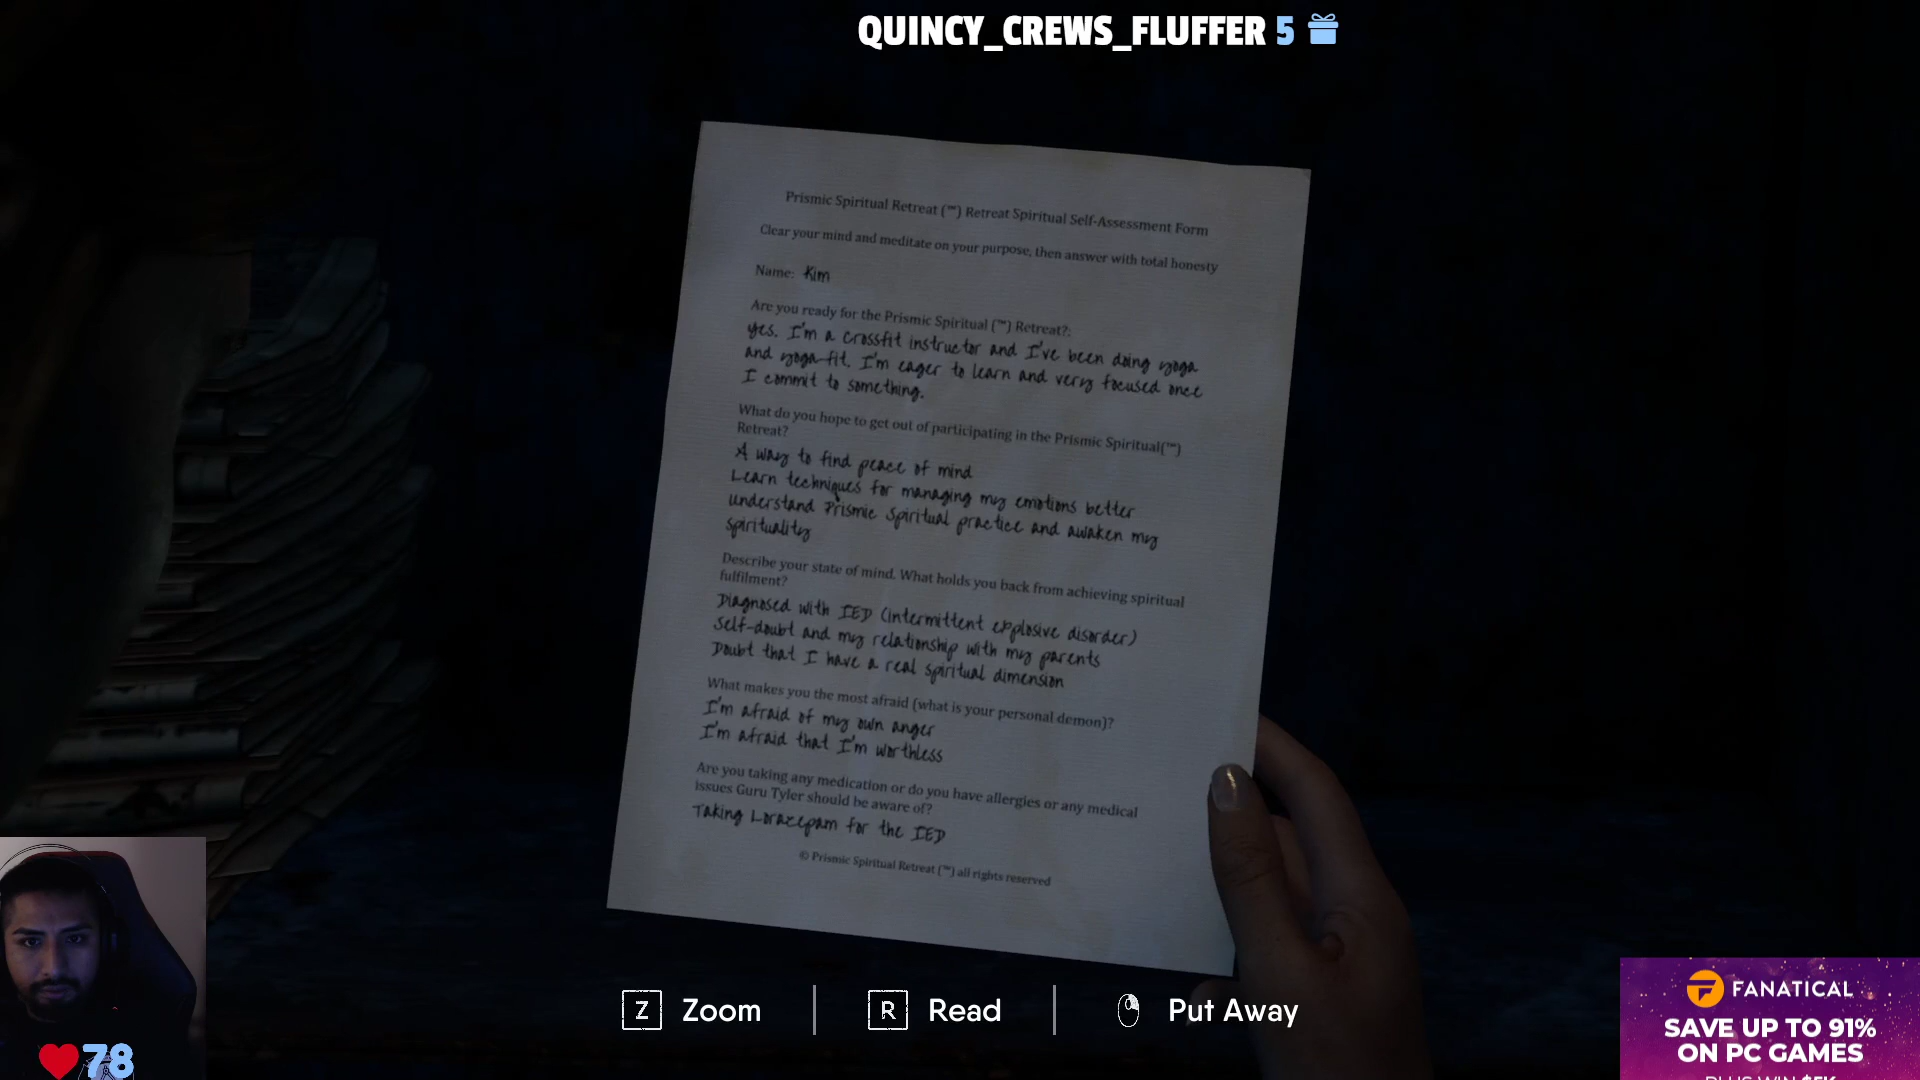 QUINCY_CREWS_FLUFFER 5
Prismic Spiritual Retreat (™) Retreat Spiritual Self-Assessment Form
Clear your mind and meditate on your purpose, then answer with total honesty
Name: Kim
Are you ready for the Prismic Spiritual (™) Retreat?:
yes. I'm a crossfit instructor and I've been doing yoga
and yoga-fit. I'm eager to learn and very focused once
I commit to something.
What do you hope to get out of participating in the Prismic Spiritual(™)
Retreat?
A way to find peace of mind
Learn techniques for managing my emotions better
understand Prismic Spiritual practice and awaken my
spirituality
Describe your state of mind. What holds you back from achieving spiritual
fulfilment?
Diagnosed with IED (intermittent explosive disorder)
Self-doubt and my relationship with my parents
Doubt that I have a real spiritual dimension
What makes you the most afraid (what is your personal demon)?
I'm afraid of my own anger
I'm afraid that I'm worthless
Are you taking any medication or do you have allergies or any medical
issues Guru Tyler should be aware of?
Taking Lorazepam for the IED
© Prismic Spiritual Retreat (™) all rights reserved
Z Zoom
R Read
Put Away
78
FANATICAL
SAVE UP TO 91%
ON PC GAMES
PLUS WIN $5K